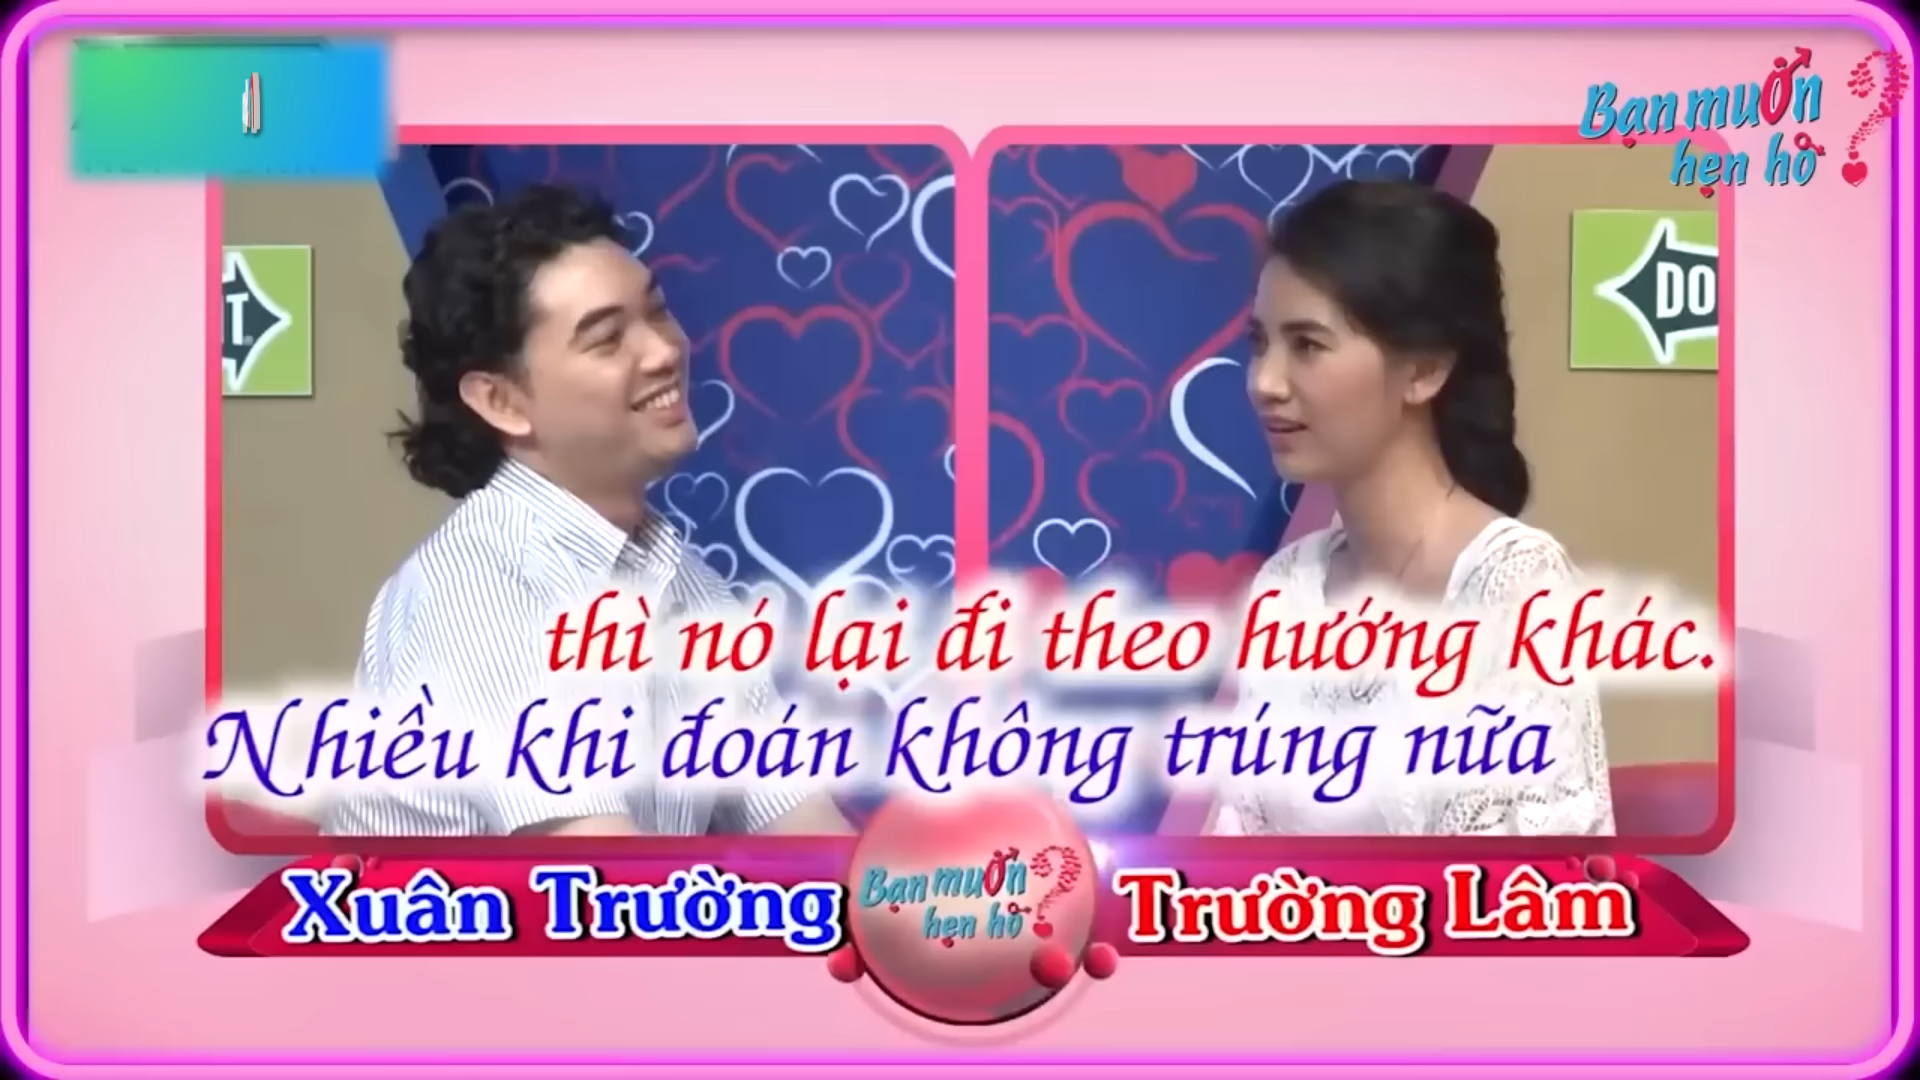 Bạn muốn
hẹn hò?
T.
DO
thì nó lại đi theo hướng khác.
Nhiều khi đoán không trúng nữa
Xuân Trường
Bạn muốn
hẹn hò?
Trường Lâm